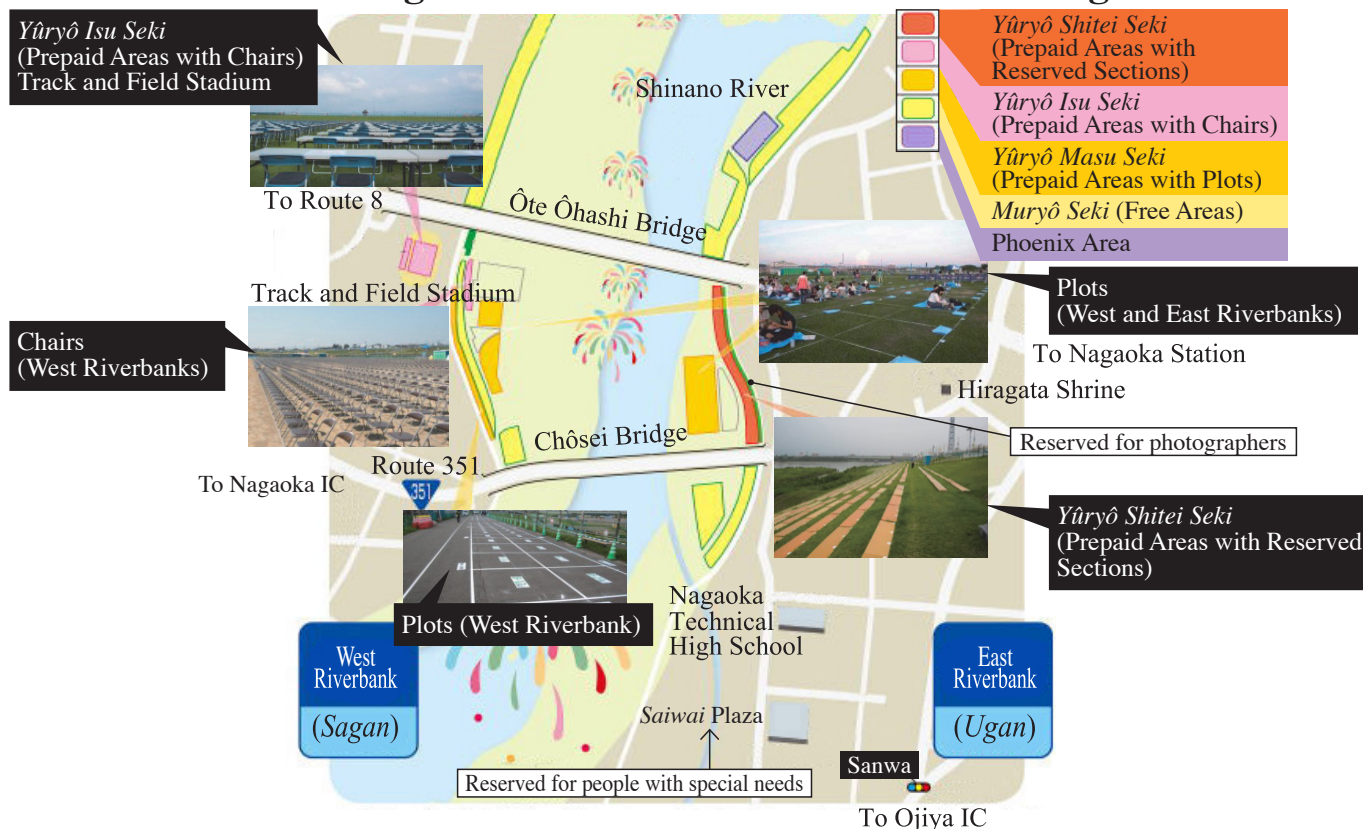 Yûryô Isu Seki
(Prepaid Areas with Chairs)
Track and Field Stadium
Yûryô Shitei Seki
(Prepaid Areas with
Reserved Sections)
Yûryô Isu Seki
(Prepaid Areas with Chairs)
Yûryô Masu Seki
(Prepaid Areas with Plots)
Muryô Seki (Free Areas)
Phoenix Area
Shinano River
To Route 8
Ôte Ôhashi Bridge
Track and Field Stadium
Plots
(West and East Riverbanks)
Chairs
(West Riverbanks)
To Nagaoka Station
Hiragata Shrine
Chôsei Bridge
Reserved for photographers
Route 351
351
To Nagaoka IC
Yûryô Shitei Seki
(Prepaid Areas with Reserved
Sections)
Plots (West Riverbank)
Nagaoka
Technical
High School
West
Riverbank
(Sagan)
East
Riverbank
(Ugan)
Saiwai Plaza
Reserved for people with special needs
Sanwa
To Ojiya IC